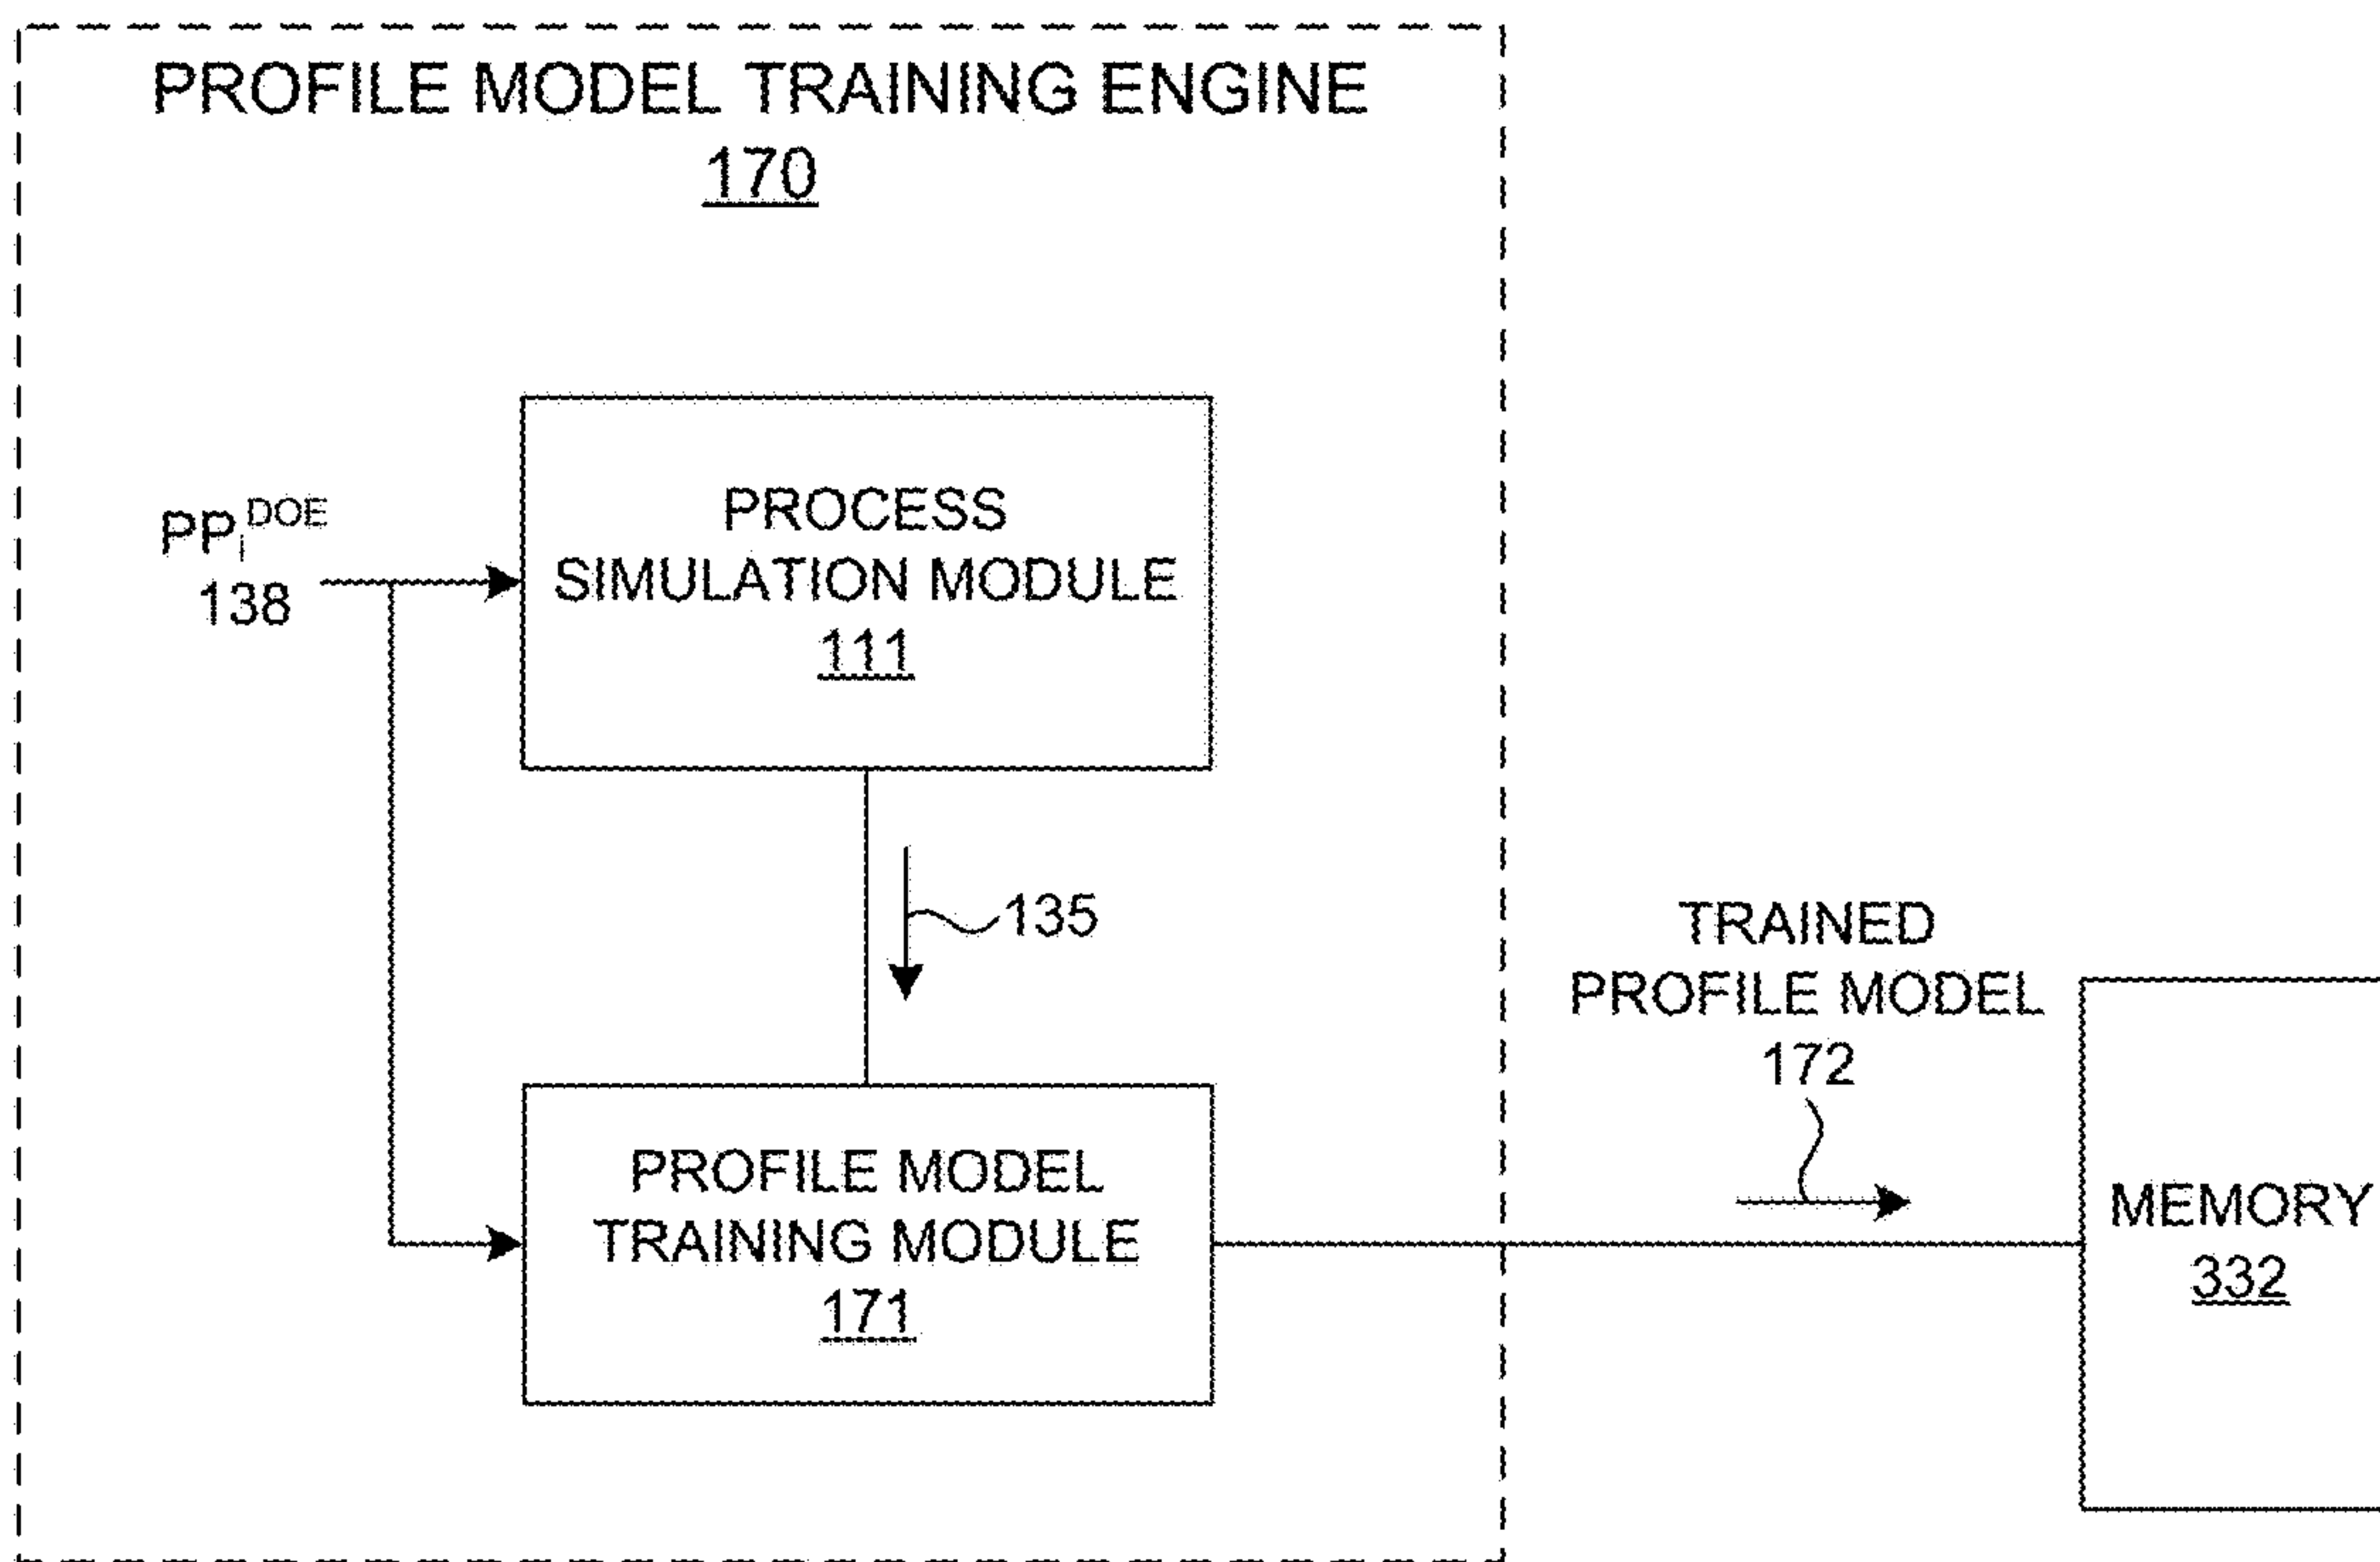 PROFILE MODEL TRAINING ENGINE
170
PROCESS
SIMULATION MODULE
111
PP_i^DOE
138
135
TRAINED
PROFILE MODEL
172
PROFILE MODEL
TRAINING MODULE
171
MEMORY
332